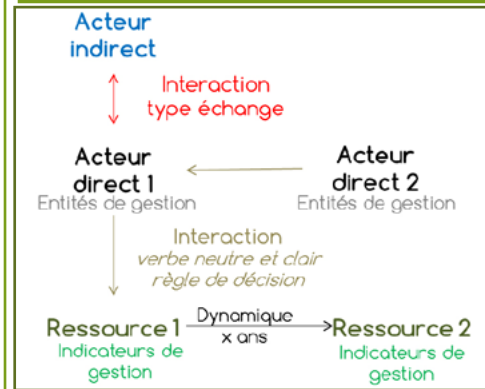 Acteur
indirect
Interaction
type échange
Acteur
direct 1
Entités de gestion
Acteur
direct 2
Entités de gestion
Interaction
verbe neutre et clair
règle de décision
Ressource 1
Indicateurs de
gestion
Dynamique
x ans
Ressource 2
Indicateurs de
gestion